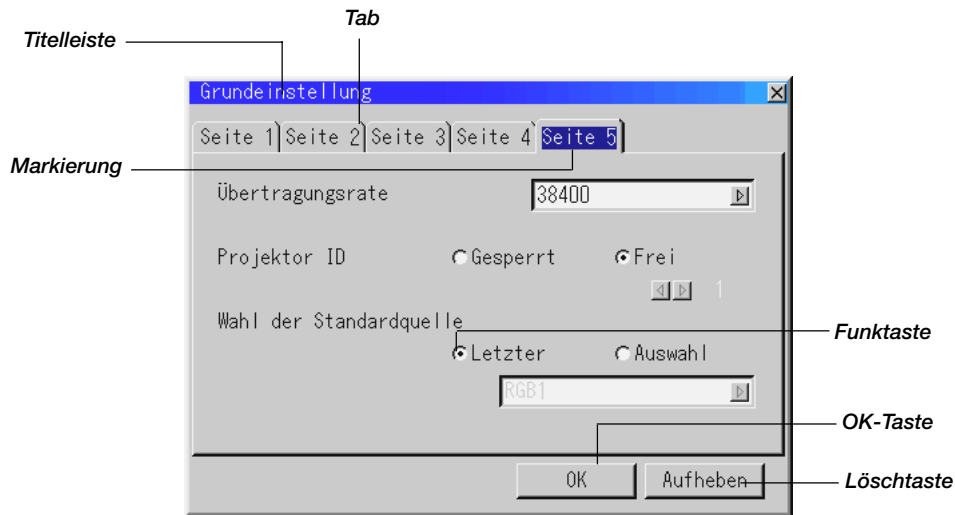 Tab
Titelleiste
Grundeinstellung
Seite 1 Seite 2 Seite 3 Seite 4 Seite 5
Markierung
Übertragungsrate 38400
Projektor ID Gesperrt Frei
1
Wahl der Standardquelle
Funktaste
Letzter Auswahl
RGB1
OK-Taste
OK Aufheben
Löschtaste